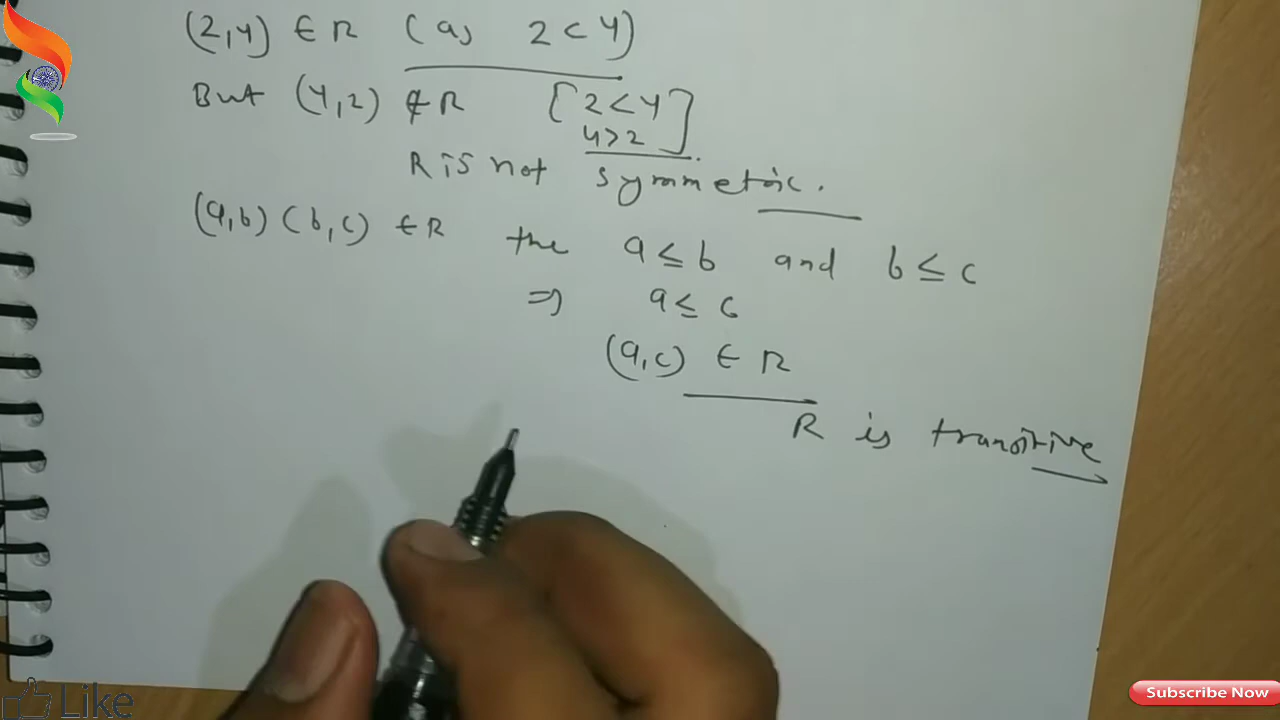 (2,4) ∈ R (as 2 < 4)
But (4,2) ∉ R [2 < 4
4 > 2]
R is not symmetric.
(a,b) (b,c) ∈ R the a ≤ b and b ≤ c
⇒ a ≤ c
(a,c) ∈ R
R is transitive
Like
Subscribe Now